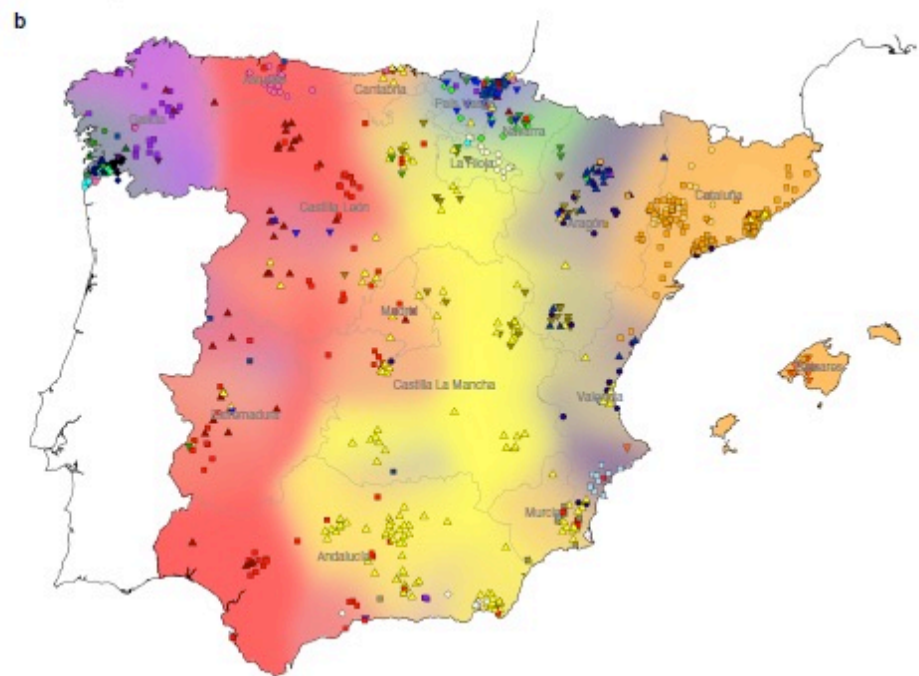 b
Asturias
Cantabria
País Vasco
Galicia
Navarra
La Rioja
Castilla León
Cataluña
Aragón
Madrid
Castilla La Mancha
Baleares
Valencia
Extremadura
Murcia
Andalucía